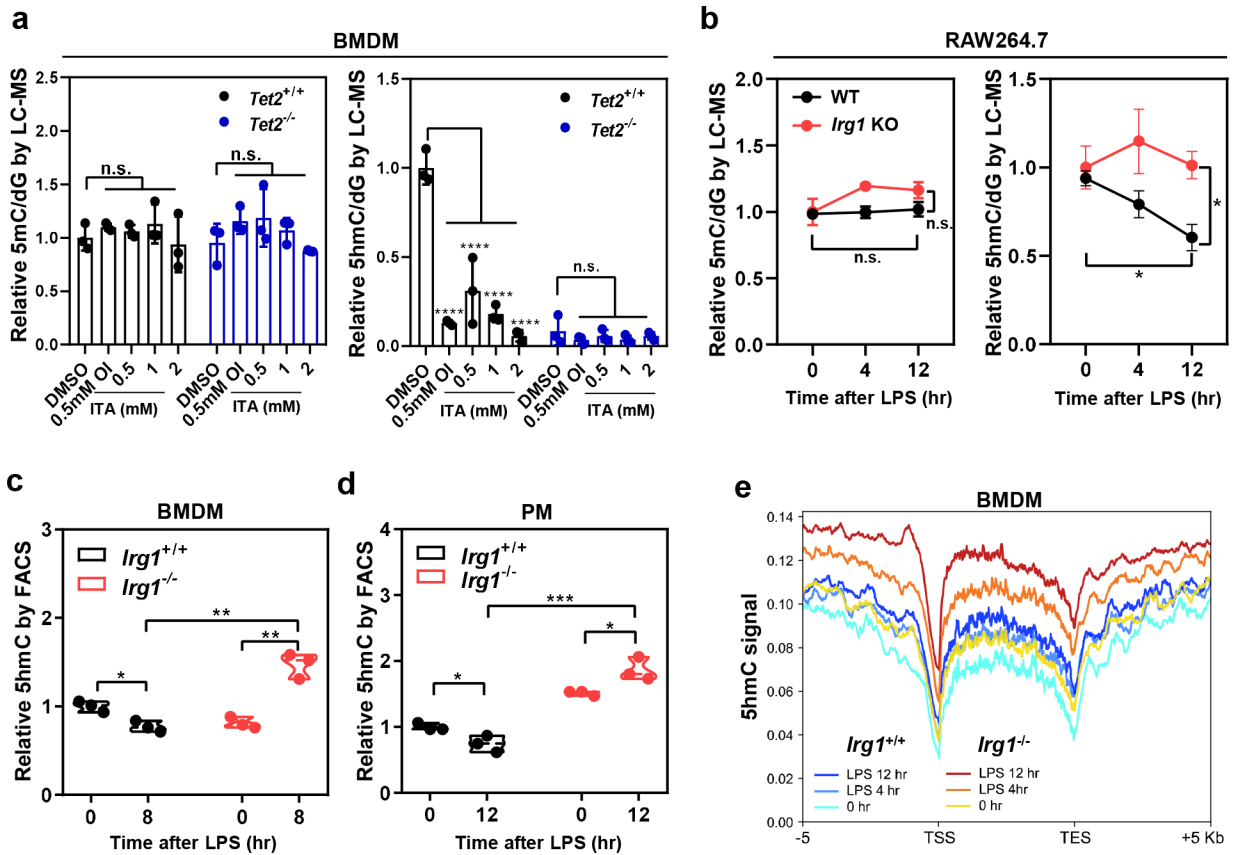 a
BMDM
Relative 5mC/dG by LC-MS
2.5
2.0
1.5
1.0
0.5
0.0
Tet2+/+
Tet2-/-
n.s.
n.s.
DMSO
0.5mM OI
0.5
1
2
ITA (mM)
DMSO
0.5mM OI
0.5
1
2
ITA (mM)
Relative 5hmC/dG by LC-MS
1.5
1.0
0.5
0.0
Tet2+/+
Tet2-/-
****
****
****
****
n.s.
DMSO
0.5mM OI
0.5
1
2
ITA (mM)
DMSO
0.5mM OI
0.5
1
2
ITA (mM)
b
RAW264.7
Relative 5mC/dG by LC-MS
2.0
1.5
1.0
0.5
0.0
WT
Irg1 KO
n.s.
n.s.
0
4
12
Time after LPS (hr)
Relative 5hmC/dG by LC-MS
1.5
1.0
0.5
0.0
*
*
0
4
12
Time after LPS (hr)
c
BMDM
Relative 5hmC by FACS
3
2
1
0
Irg1+/+
Irg1-/-
**
**
*
0
8
0
8
Time after LPS (hr)
d
PM
Relative 5hmC by FACS
4
3
2
1
0
Irg1+/+
Irg1-/-
***
*
*
0
12
0
12
Time after LPS (hr)
e
BMDM
5hmC signal
0.14
0.12
0.10
0.08
0.06
0.04
0.02
0.00
Irg1+/+
Irg1-/-
LPS 12 hr
LPS 12 hr
LPS 4 hr
LPS 4hr
0 hr
0 hr
-5
TSS
TES
+5 Kb